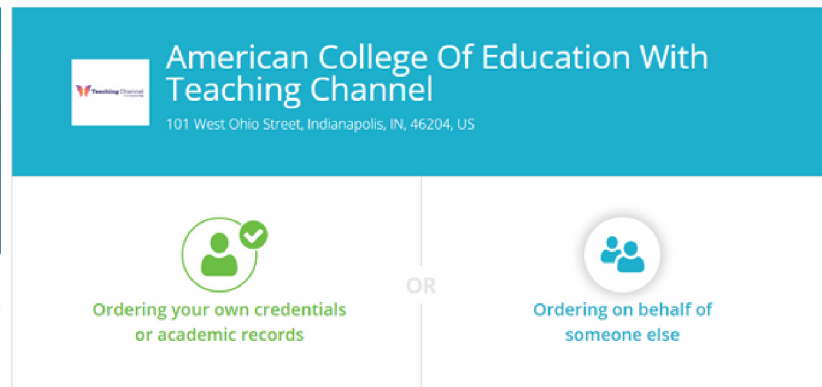 American College Of Education With
Teaching Channel
Teaching Channel
101 West Ohio Street, Indianapolis, IN, 46204, US
OR
Ordering your own credentials
or academic records
Ordering on behalf of
someone else